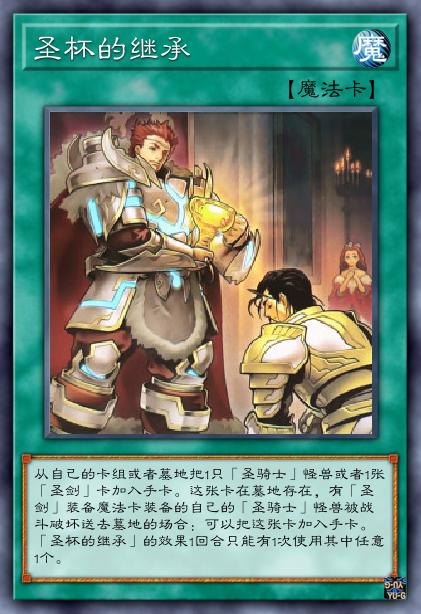 圣杯的继承
魔
【魔法卡】
从自己的卡组或者墓地把1只「圣骑士」怪兽或者1张
「圣剑」卡加入手卡。这张卡在墓地存在，有「圣
剑」装备魔法卡装备的自己的「圣骑士」怪兽被战
斗破坏送去墓地的场合；可以把这张卡加入手卡。
「圣杯的继承」的效果1回合只能有1次使用其中任意
1个。
YU-G